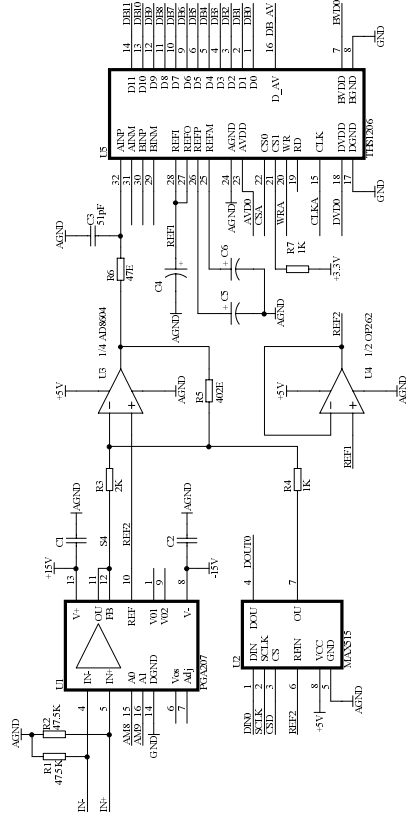 AGND
R1
47.5K
R2
47.5K
IN-
IN+
4
5
AM8 15
AM9 16
14
GND
6
7
U1
IN-
IN+
A0
A1
DGND
Vos
Adj
V+
OU
FB
REF
V01
V02
V-
PGA207
+15V
13
11
12
10
1
9
8
-15V
C1
AGND
S4
REF2
C2
AGND
R3
2K
DIN0 1
SCLK 2
CSD 3
REF2 6
+5V
8
5
AGND
U2
DIN
SCLK
CS
RFIN
VCC
GND
DOU
OU
MAX515
4 DOUT0
7
R4
1K
+5V
U3
1/4 AD8604
AGND
R5
402E
REF1
+5V
U4
1/2 OP262
AGND
REF2
R6
47E
C3
51pF
AGND
REF1
C4
AGND
C5
C6
AGND
R7
1K
+3.3V
AGND
AVD0
CSA
WRA
CLKA
DVD0
GND
32
31
30
29
28
27
26
25
24
23
22
21
20
19
15
18
17
U5
AINP
AINM
BINP
BINM
REFI
REFO
REFP
REFM
AGND
AVDD
CS0
CS1
WR
RD
CLK
DVDD
DGND
D11
D10
D9
D8
D7
D6
D5
D4
D3
D2
D1
D0
D_AV
BVDD
BGND
THS1206
14 DB11
13 DB10
12 DB9
11 DB8
10 DB7
9 DB6
6 DB5
5 DB4
4 DB3
3 DB2
2 DB1
1 DB0
16 DB_AV
7 BVD0
8
GND